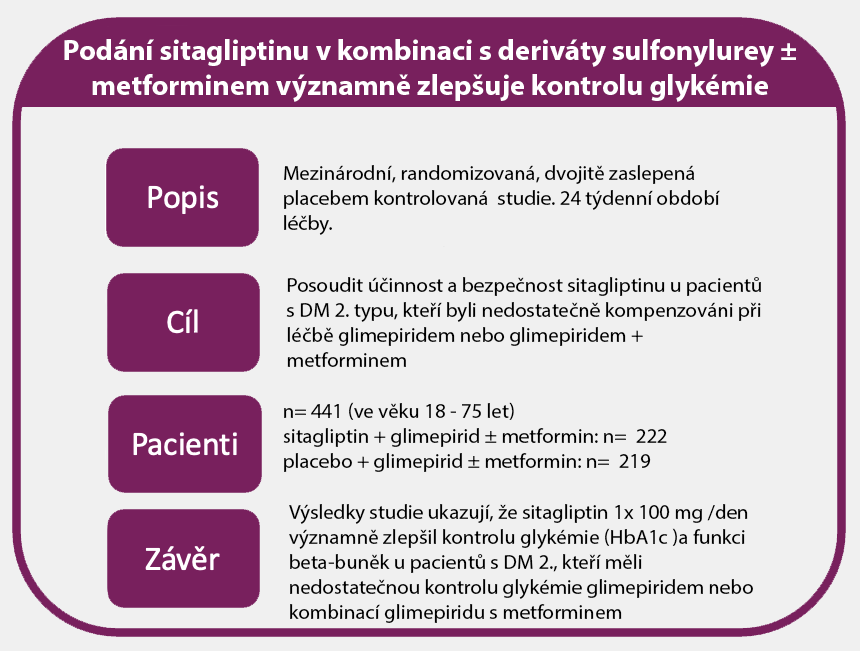 Podání sitagliptinu v kombinaci s deriváty sulfonylurey ±
metforminem významně zlepšuje kontrolu glykémie
Popis
Mezinárodní, randomizovaná, dvojitě zaslepená
placebem kontrolovaná studie. 24 týdenní období
léčby.
Cíl
Posoudit účinnost a bezpečnost sitagliptinu u pacientů
s DM 2. typu, kteří byli nedostatečně kompenzováni při
léčbě glimepiridem nebo glimepiridem +
metforminem
Pacienti
n= 441 (ve věku 18 - 75 let)
sitagliptin + glimepirid ± metformin: n= 222
placebo + glimepirid ± metformin: n= 219
Závěr
Výsledky studie ukazují, že sitagliptin 1x 100 mg /den
významně zlepšil kontrolu glykémie (HbA1c )a funkci
beta-buněk u pacientů s DM 2., kteří měli
nedostatečnou kontrolu glykémie glimepiridem nebo
kombinací glimepiridu s metforminem